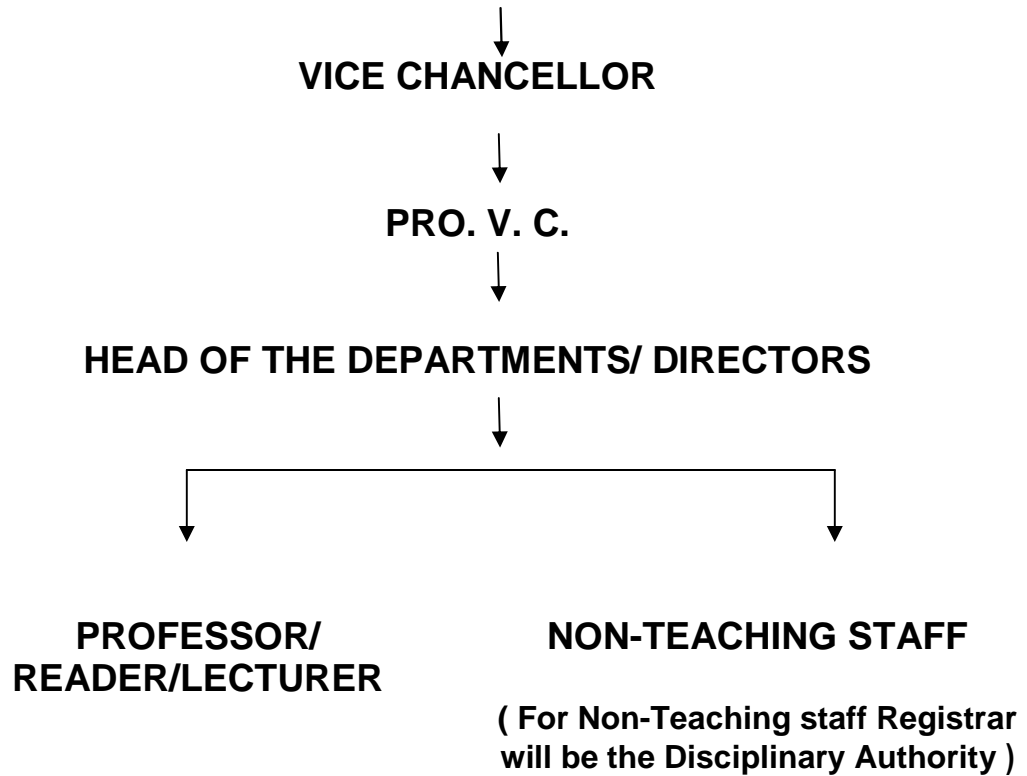 VICE CHANCELLOR
PRO. V. C.
HEAD OF THE DEPARTMENTS/ DIRECTORS
PROFESSOR/
READER/LECTURER
NON-TEACHING STAFF
( For Non-Teaching staff Registrar
will be the Disciplinary Authority )